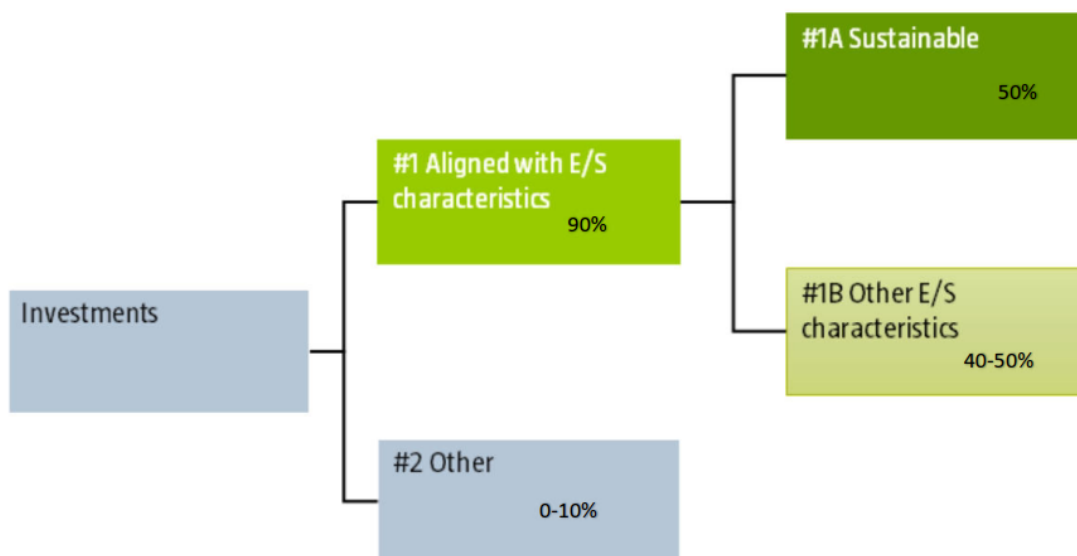 #1A Sustainable
50%
#1 Aligned with E/S
characteristics
90%
Investments
#1B Other E/S
characteristics
40-50%
#2 Other
0-10%